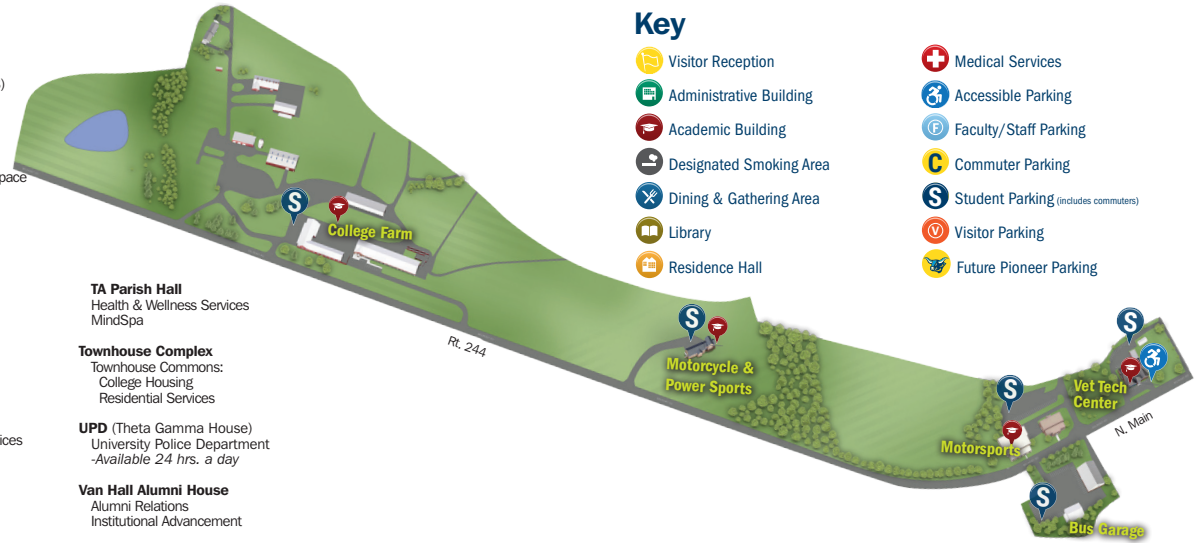 )
pace
ices
TA Parish Hall
Health & Wellness Services
MindSpa
Townhouse Complex
Townhouse Commons:
College Housing
Residential Services
UPD (Theta Gamma House)
University Police Department
-Available 24 hrs. a day
Van Hall Alumni House
Alumni Relations
Institutional Advancement
S
College Farm
Rt. 244
S
Motorcycle &
Power Sports
S
Motorsports
S
Vet Tech
Center
N. Main
S
Bus Garage
Key
Visitor Reception
Administrative Building
Academic Building
Designated Smoking Area
Dining & Gathering Area
Library
Residence Hall
Medical Services
Accessible Parking
F Faculty/Staff Parking
C Commuter Parking
S Student Parking (includes commuters)
V Visitor Parking
Future Pioneer Parking